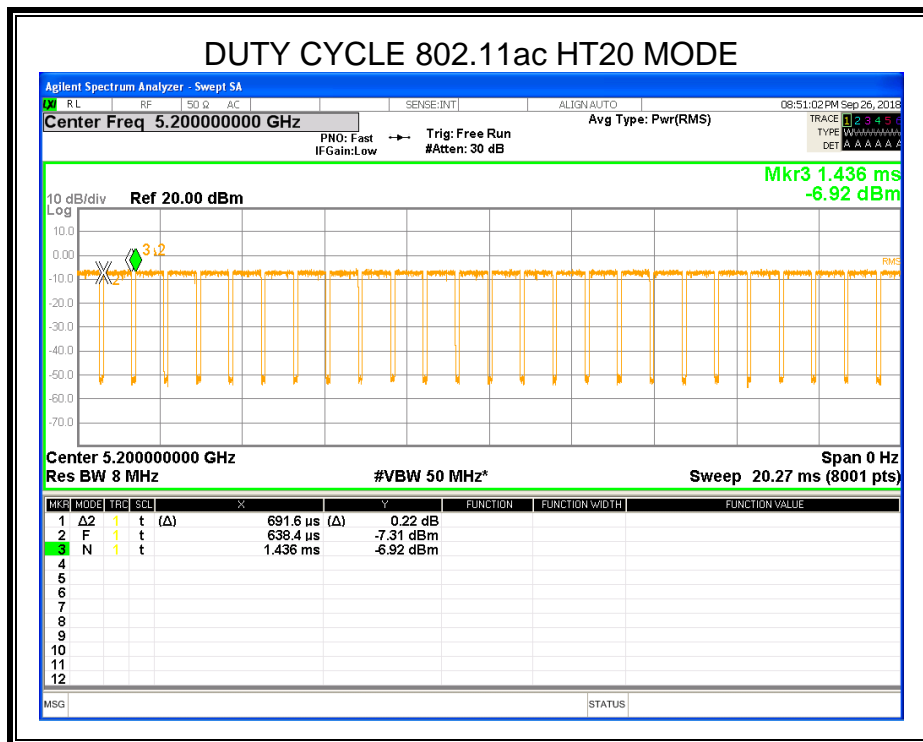 DUTY CYCLE 802.11ac HT20 MODE
Agilent Spectrum Analyzer - Swept SA
LXI RL RF 50 Ω AC SENSE:INT ALIGN AUTO 08:51:02 PM Sep 26, 2018
Center Freq 5.200000000 GHz Avg Type: Pwr(RMS) TRACE 1 2 3 4 5 6
PNO: Fast Trig: Free Run TYPE
IFGain:Low #Atten: 30 dB DET A A A A A A
Mkr3 1.436 ms
10 dB/div Ref 20.00 dBm -6.92 dBm
Log
10.0
0.00
3 1Δ2
RMS
-10.0
2
-20.0
-30.0
-40.0
-50.0
-60.0
-70.0
Center 5.200000000 GHz Span 0 Hz
Res BW 8 MHz #VBW 50 MHz* Sweep 20.27 ms (8001 pts)
MKR MODE TRC SCL X Y FUNCTION FUNCTION WIDTH FUNCTION VALUE
1 Δ2 1 t (Δ) 691.6 µs (Δ) 0.22 dB
2 F 1 t 638.4 µs -7.31 dBm
3 N 1 t 1.436 ms -6.92 dBm
4
5
6
7
8
9
10
11
12
MSG STATUS